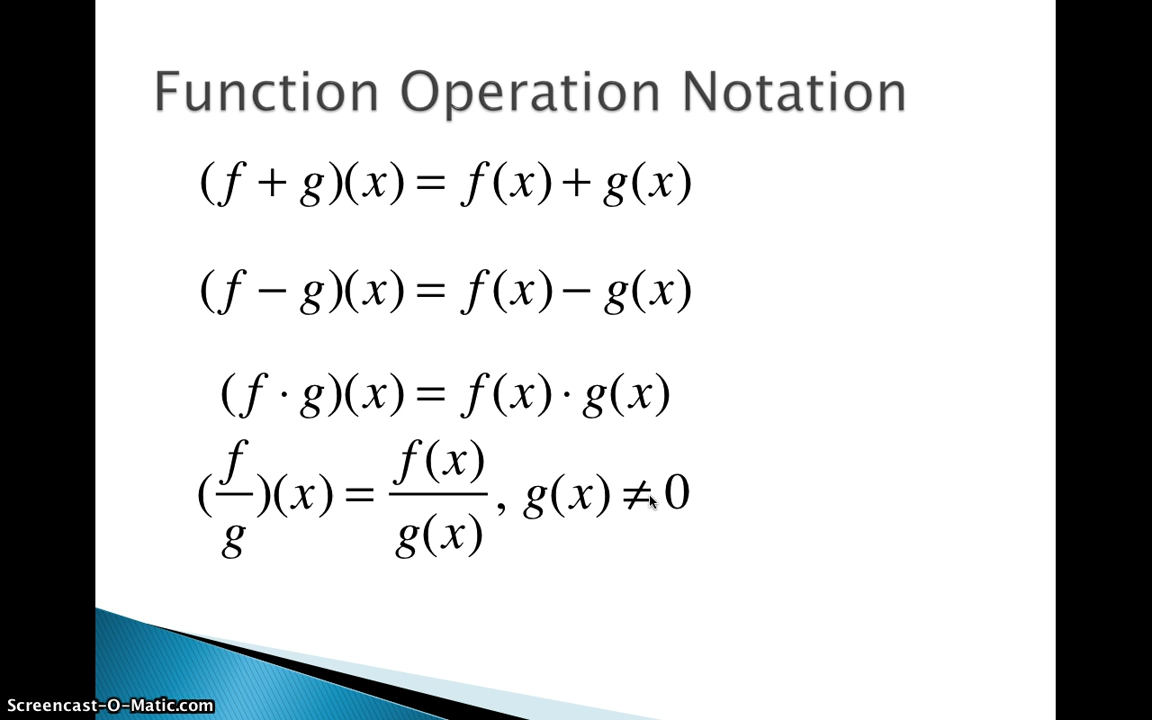 Function Operation Notation
(f + g)(x) = f(x) + g(x)
(f − g)(x) = f(x) − g(x)
(f · g)(x) = f(x) · g(x)
(f/g)(x) = f(x)/g(x), g(x) ≠ 0
Screencast-O-Matic.com